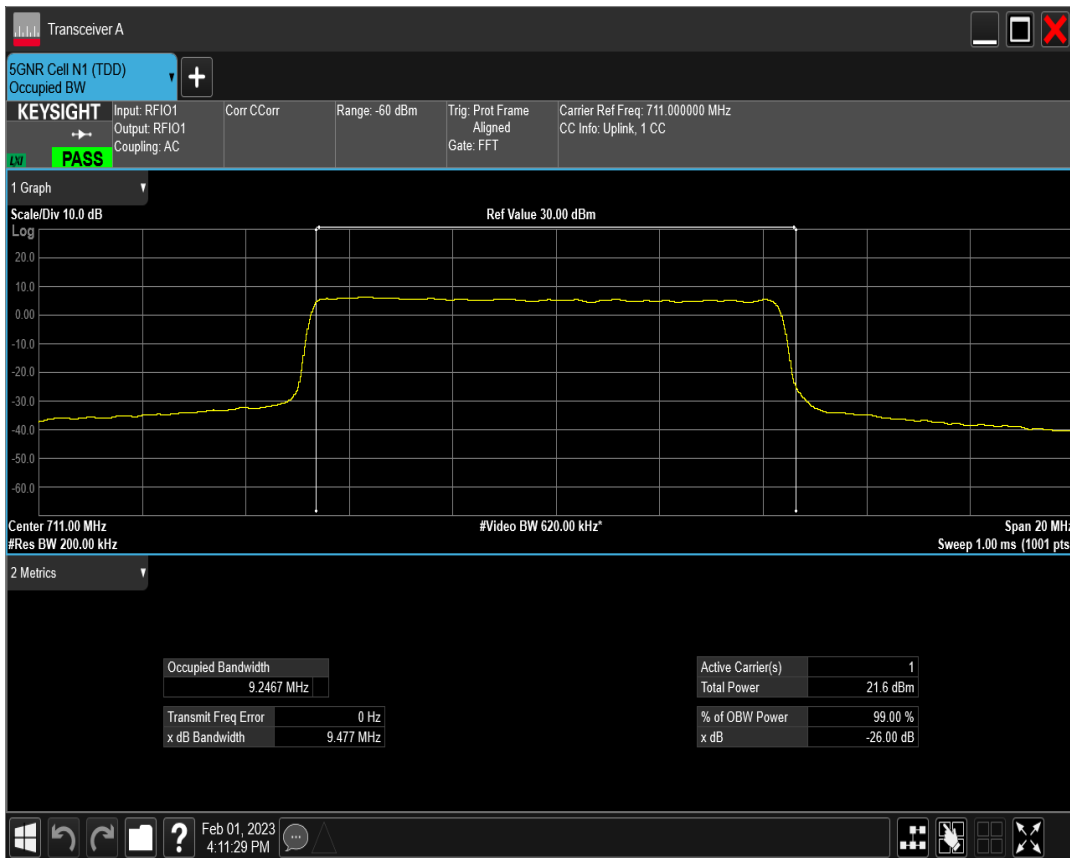 Transceiver A
5GNR Cell N1 (TDD)
Occupied BW
+
KEYSIGHT
LXI
PASS
Input: RFIO1
Output: RFIO1
Coupling: AC
Corr CCorr
Range: -60 dBm
Trig: Prot Frame
Aligned
Gate: FFT
Carrier Ref Freq: 711.000000 MHz
CC Info: Uplink, 1 CC
1 Graph
Scale/Div 10.0 dB
Ref Value 30.00 dBm
Log
20.0
10.0
0.00
-10.0
-20.0
-30.0
-40.0
-50.0
-60.0
Center 711.00 MHz
#Video BW 620.00 kHz*
Span 20 MHz
#Res BW 200.00 kHz
Sweep 1.00 ms (1001 pts
2 Metrics
Occupied Bandwidth
9.2467 MHz
Transmit Freq Error 0 Hz
x dB Bandwidth 9.477 MHz
Active Carrier(s) 1
Total Power 21.6 dBm
% of OBW Power 99.00 %
x dB -26.00 dB
?
Feb 01, 2023
4:11:29 PM